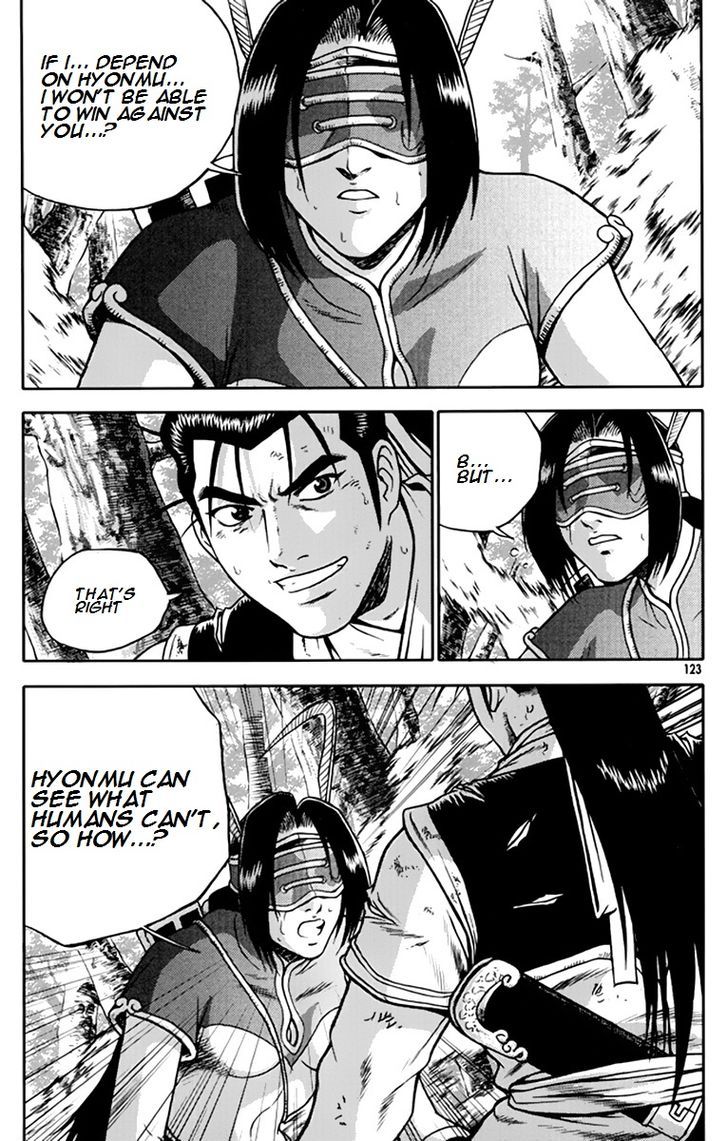 IF I... DEPEND
ON HYONMU...
I WON'T BE ABLE
TO WIN AGAINST
YOU...?
THAT'S
RIGHT
B...
BUT...
123
HYONMU CAN
SEE WHAT
HUMANS CAN'T,
SO HOW...?